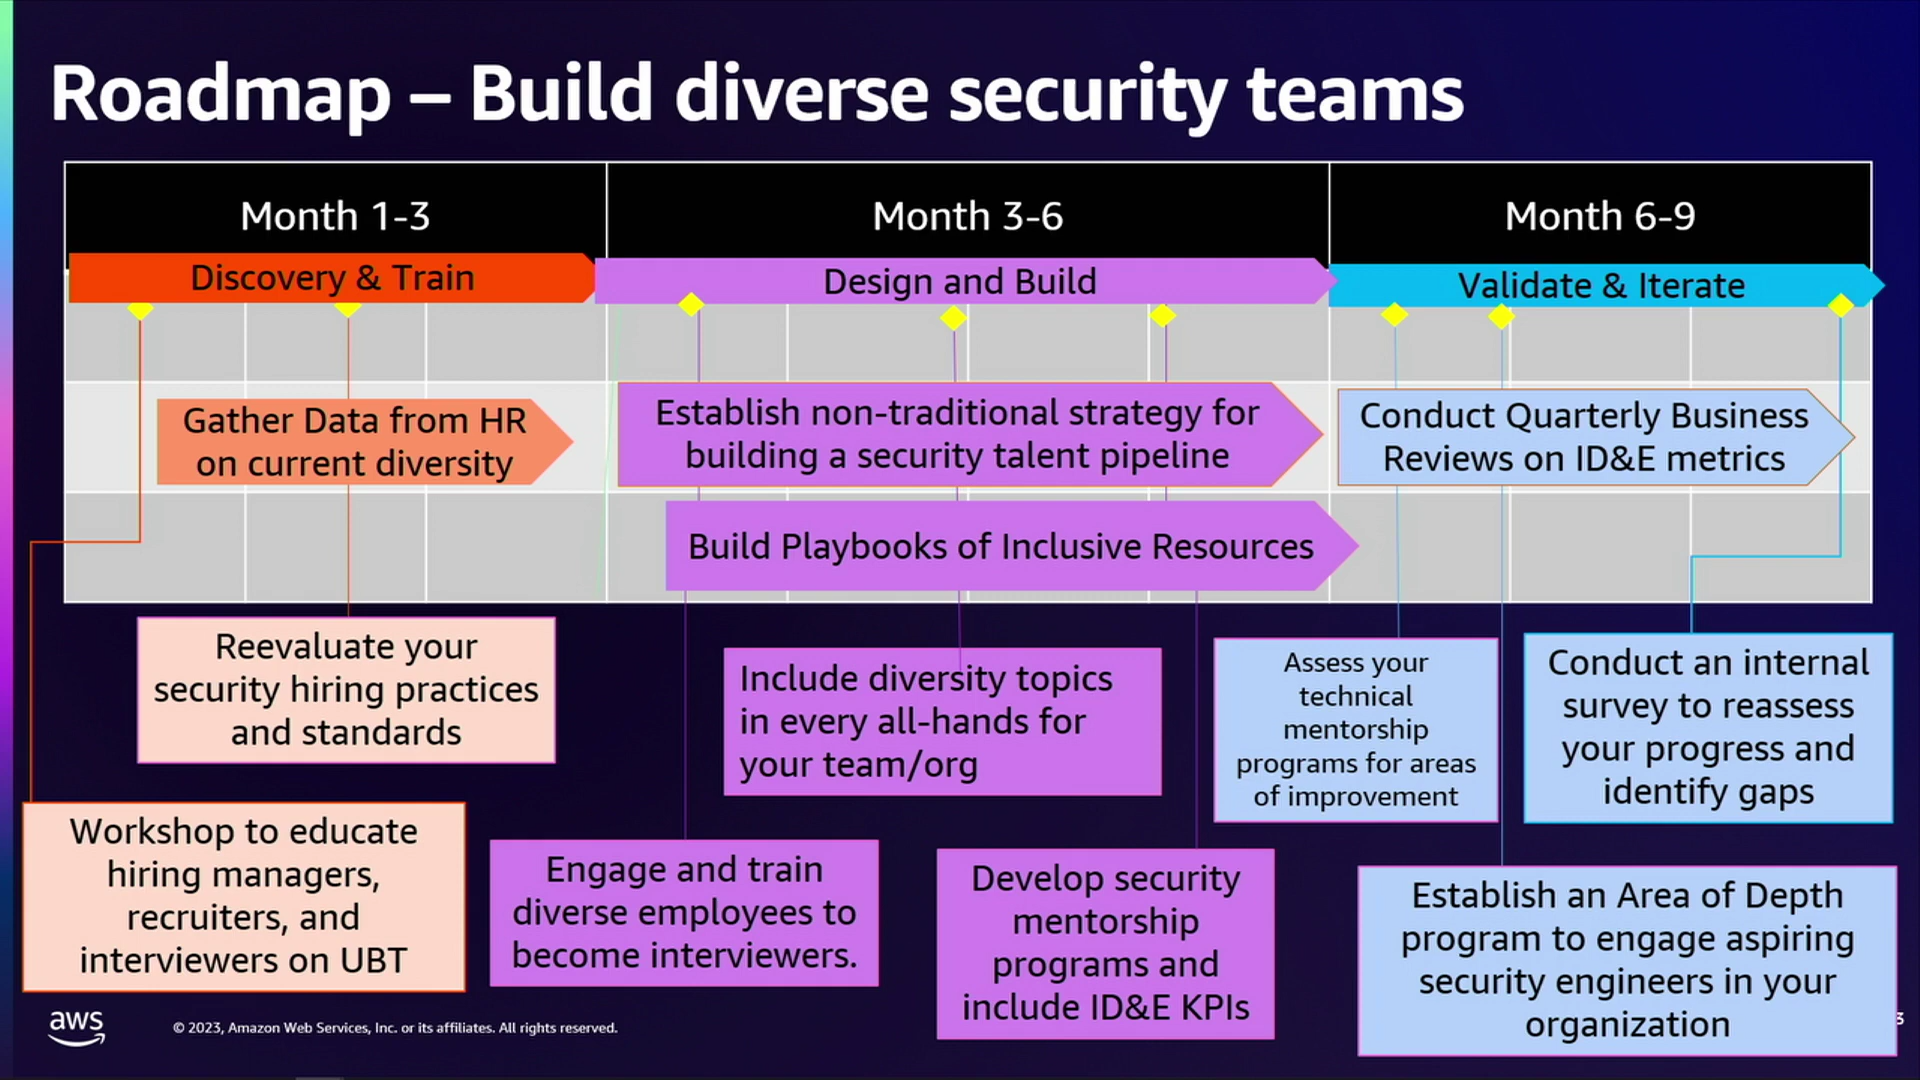 Roadmap – Build diverse security teams
Month 1-3
Month 3-6
Month 6-9
Discovery & Train
Design and Build
Validate & Iterate
Gather Data from HR
on current diversity
Establish non-traditional strategy for
building a security talent pipeline
Conduct Quarterly Business
Reviews on ID&E metrics
Build Playbooks of Inclusive Resources
Reevaluate your
security hiring practices
and standards
Include diversity topics
in every all-hands for
your team/org
Assess your
technical
mentorship
programs for areas
of improvement
Conduct an internal
survey to reassess
your progress and
identify gaps
Workshop to educate
hiring managers,
recruiters, and
interviewers on UBT
Engage and train
diverse employees to
become interviewers.
Develop security
mentorship
programs and
include ID&E KPIs
Establish an Area of Depth
program to engage aspiring
security engineers in your
organization
aws
© 2023, Amazon Web Services, Inc. or its affiliates. All rights reserved.